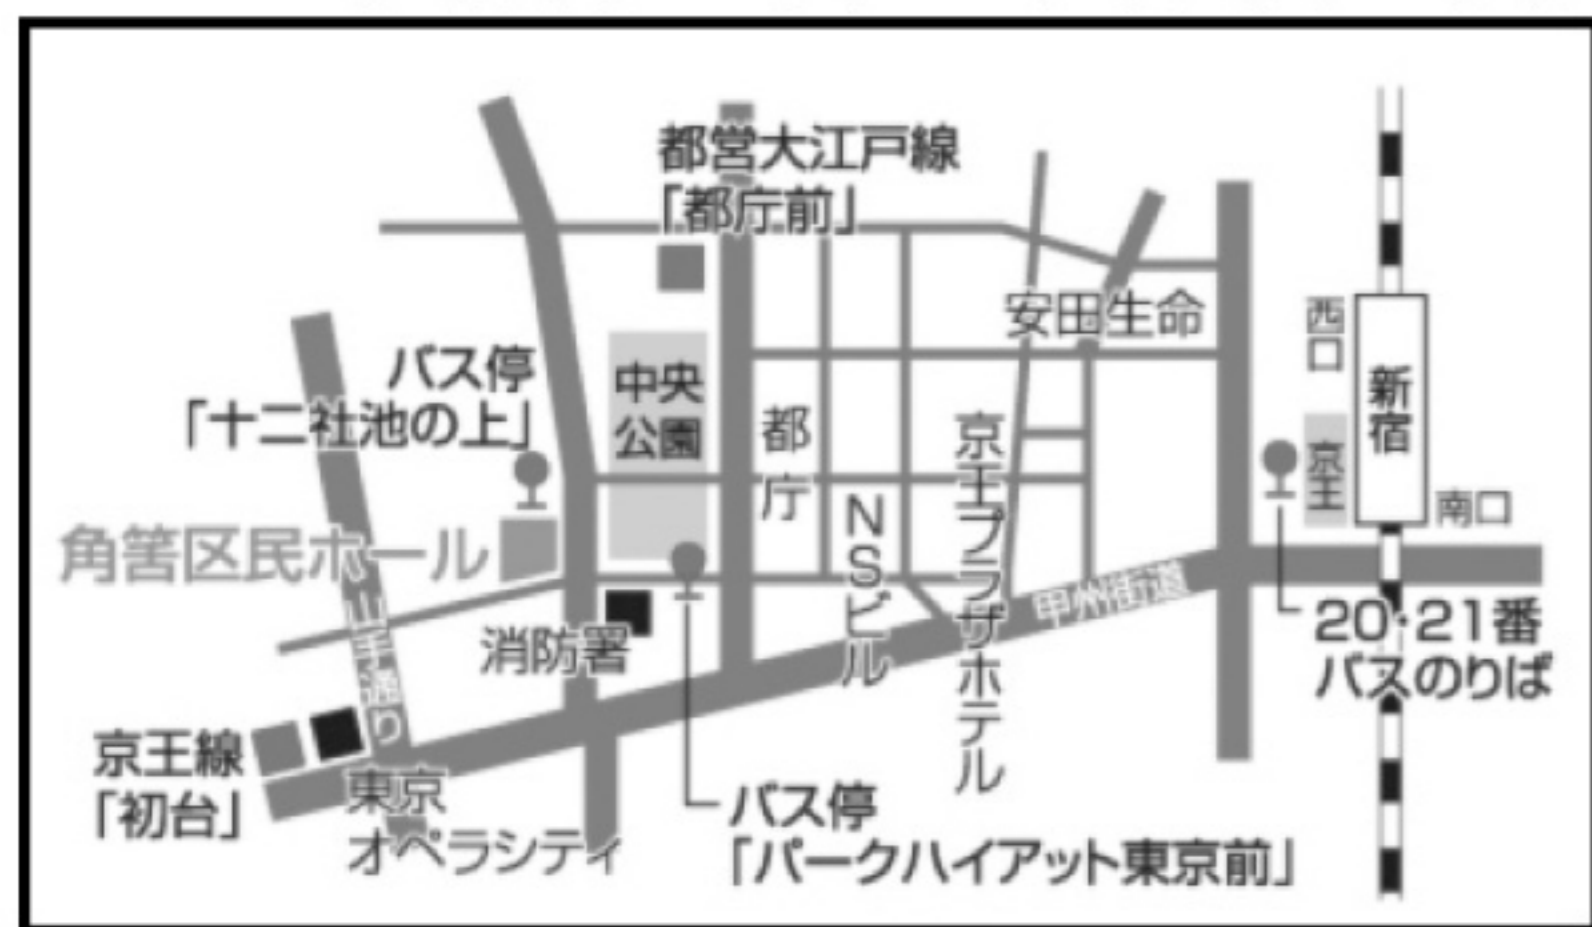 都営大江戸線
「都庁前」
安田生命
西口
新宿
バス停
「十二社池の上」
中央
公園
都庁
京王プラザホテル
京王
南口
NSビル
角筈区民ホール
甲州街道
消防署
山手通り
20·21番
バスのりば
京王線
「初台」
東京
オペラシティ
バス停
「パークハイアット東京前」